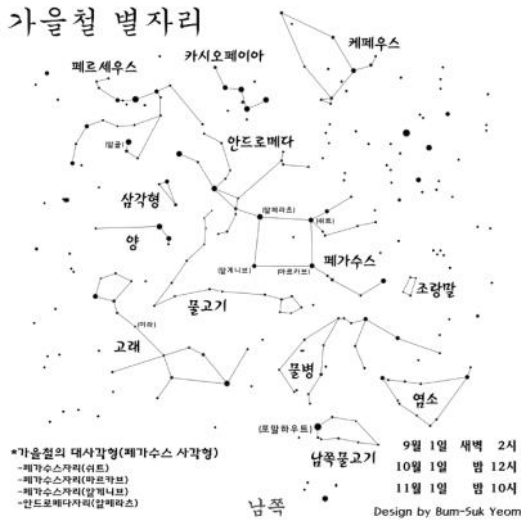 가을철 별자리
카시오페이아
케페우스
페르세우스
안드로메다
(알골)
삼각형
(알페라츠)
(쉬트)
양
페가수스
(알게니브)
(마르카브)
조랑말
물고기
(미라)
고래
물병
염소
(포말하우트)
남쪽물고기
*가을철의 대사각형(페가수스 사각형)
-페가수스자리(쉬트)
-페가수스자리(마르카브)
-페가수스자리(알게니브)
-안드로메다자리(알페라츠)
9월 1일 새벽 2시
10월 1일 밤 12시
11월 1일 밤 10시
남쪽
Design by Bum-Suk Yeom